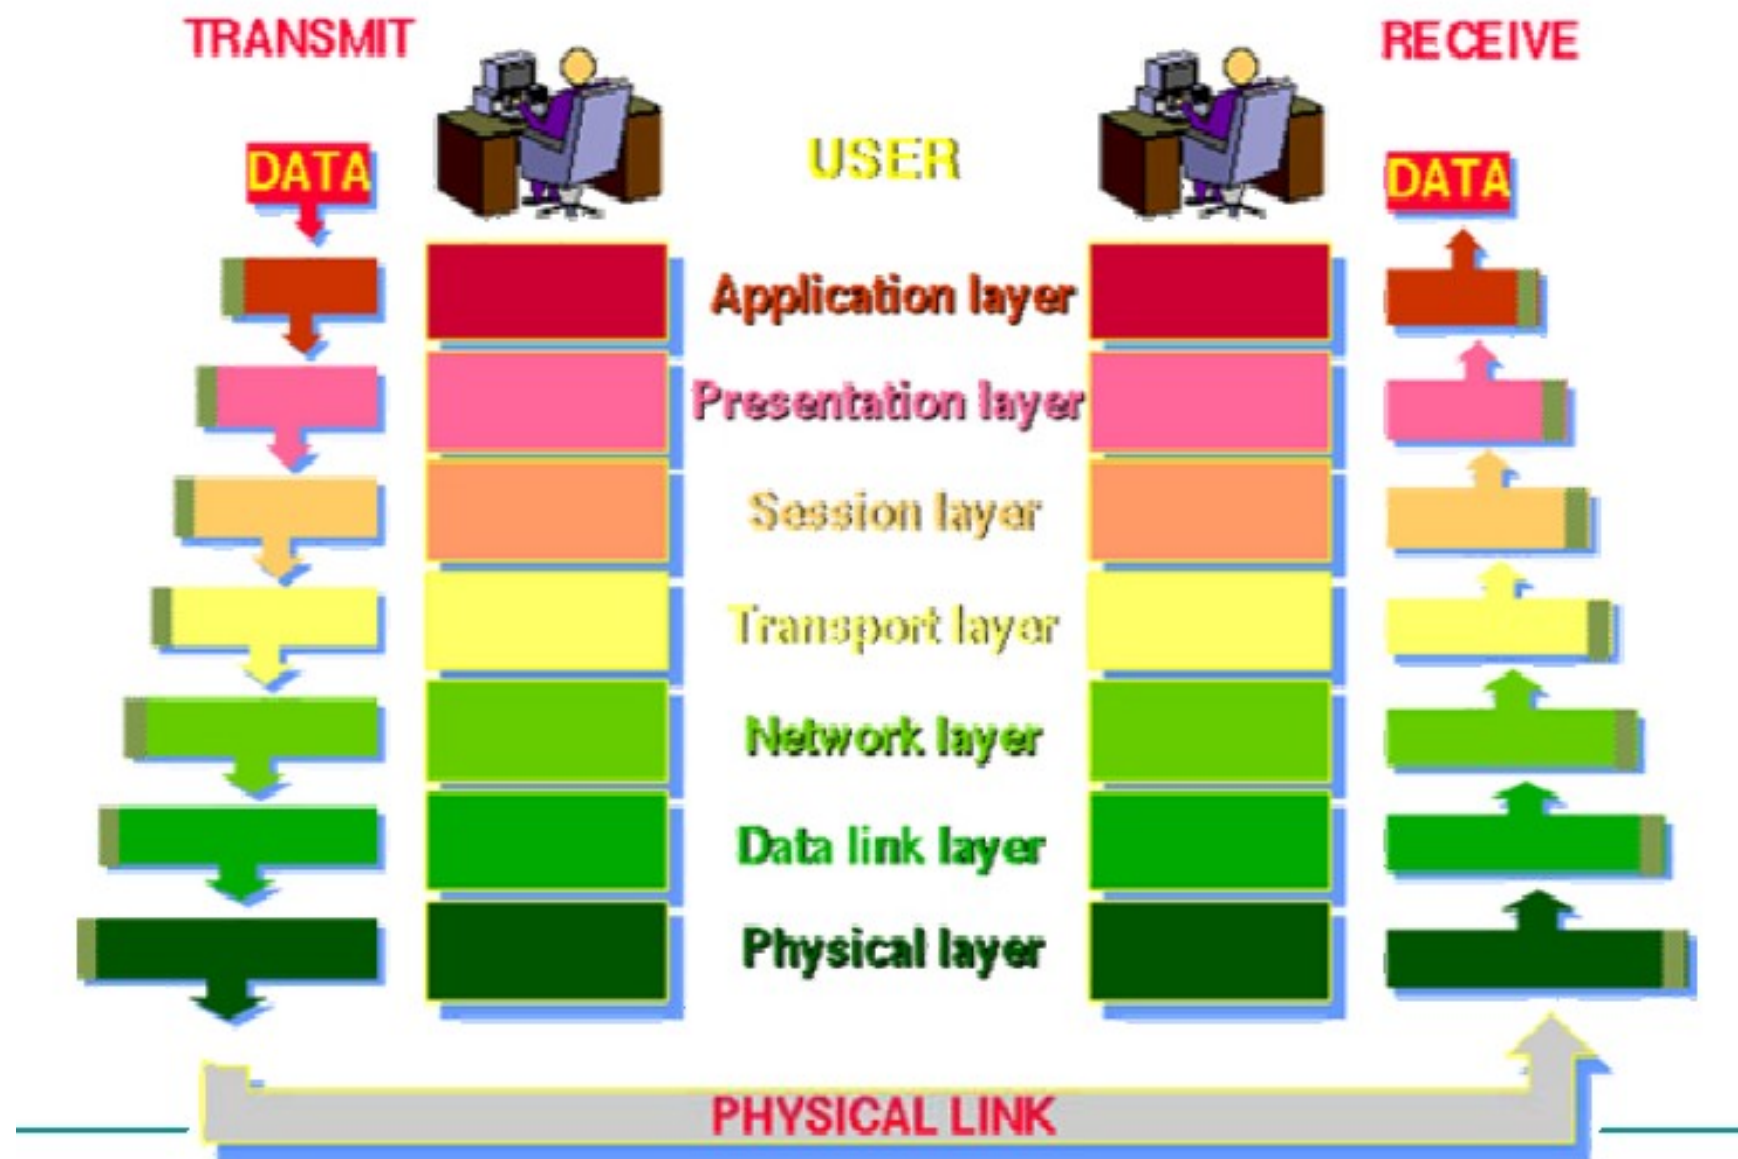 TRANSMIT
RECEIVE
DATA
USER
DATA
Application layer
Presentation layer
Session layer
Transport layer
Network layer
Data link layer
Physical layer
PHYSICAL LINK